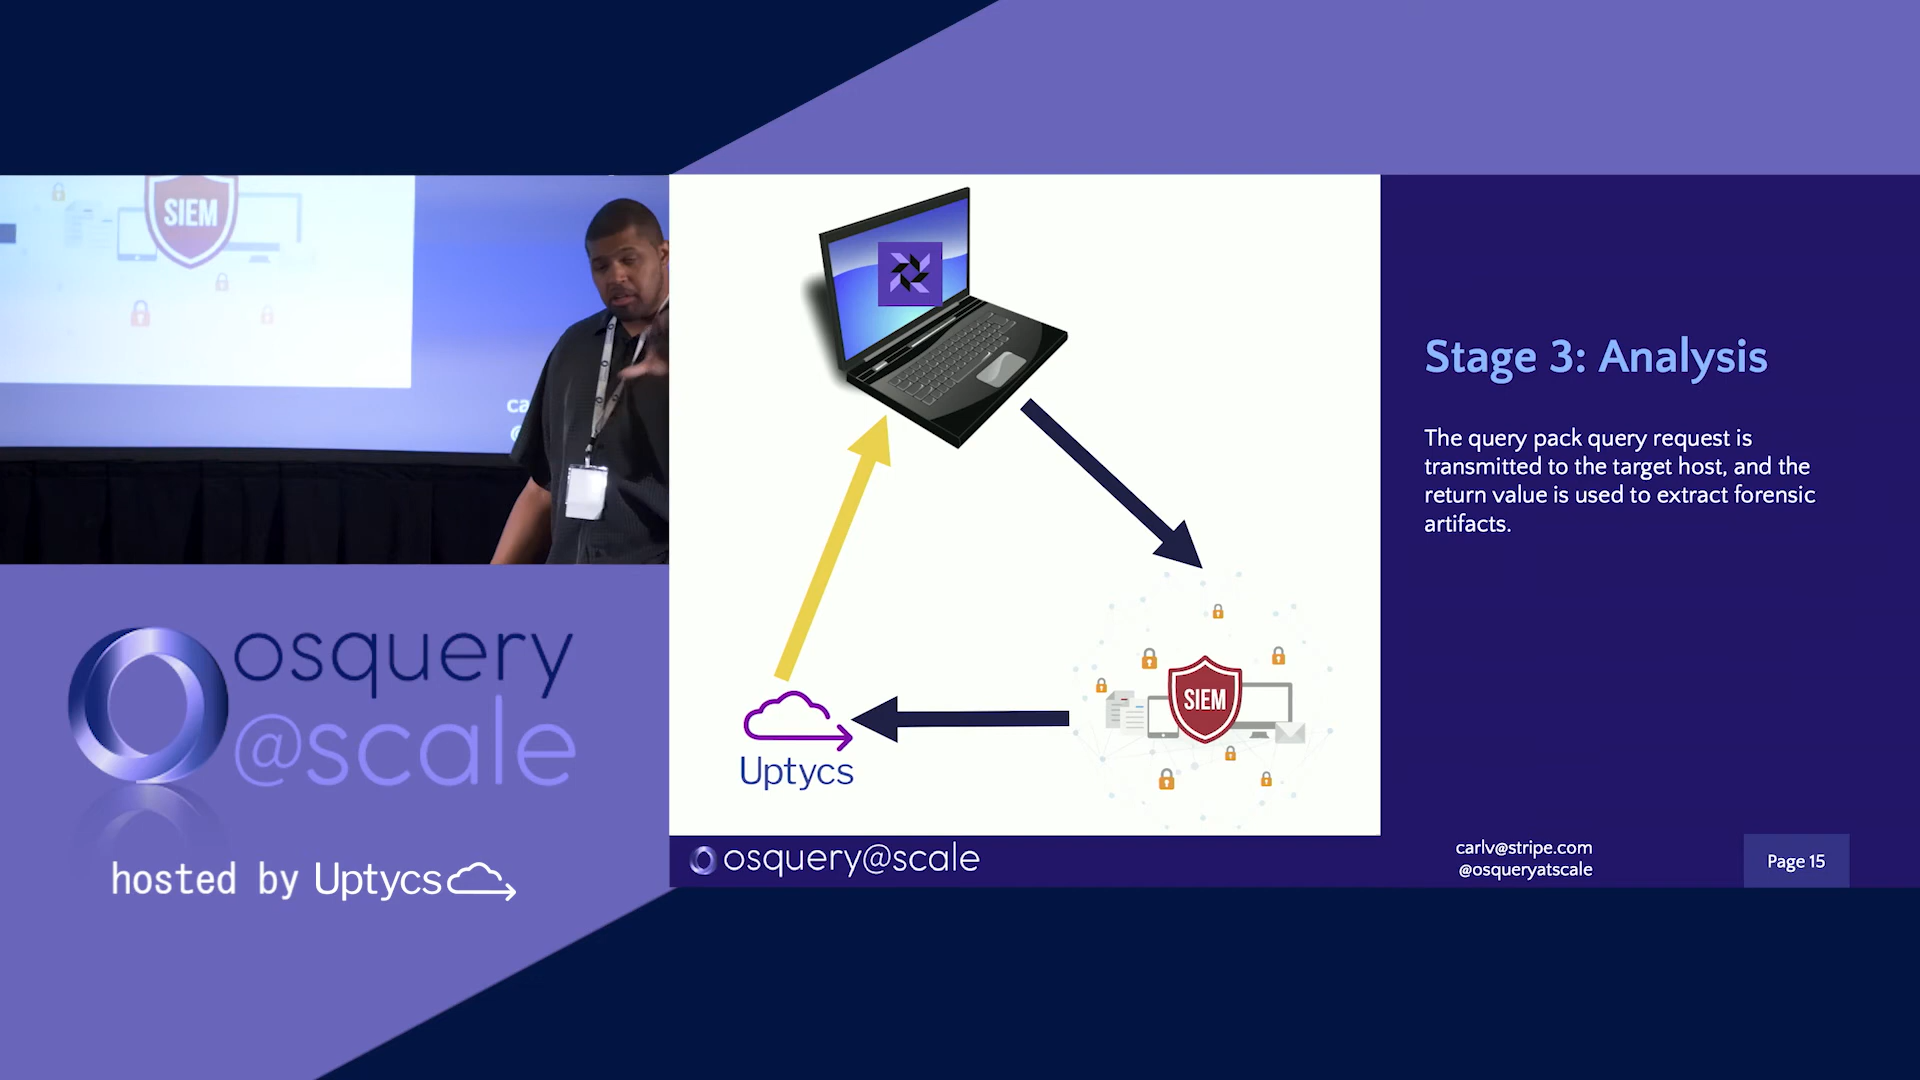 SIEM
ca
osquery
@scale
hosted by Uptycs
SIEM
Uptycs
Stage 3: Analysis
The query pack query request is
transmitted to the target host, and the
return value is used to extract forensic
artifacts.
osquery@scale
carlv@stripe.com
@osqueryatscale
Page 15